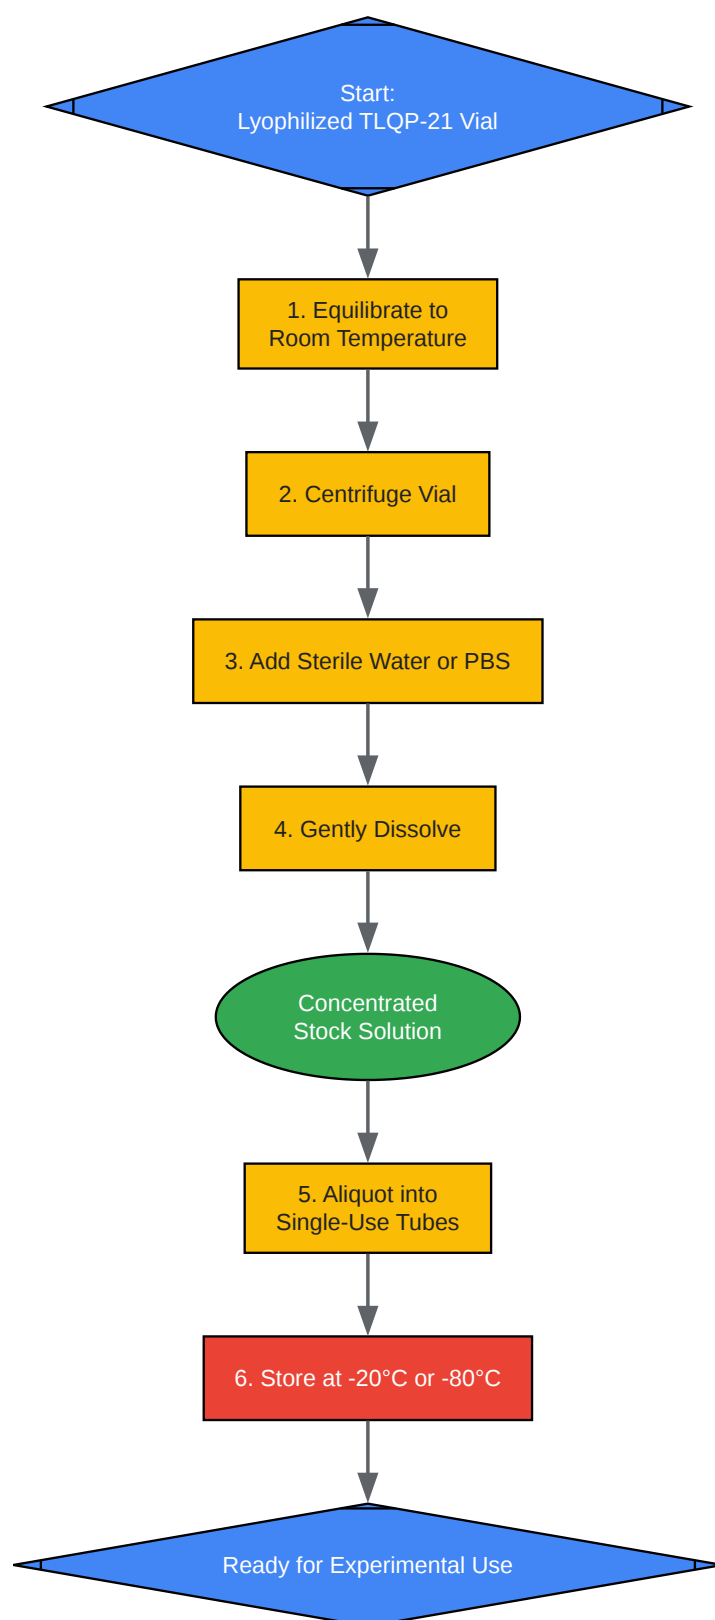 Start:
Lyophilized TLQP-21 Vial
1. Equilibrate to
Room Temperature
2. Centrifuge Vial
3. Add Sterile Water or PBS
4. Gently Dissolve
Concentrated
Stock Solution
5. Aliquot into
Single-Use Tubes
6. Store at -20°C or -80°C
Ready for Experimental Use